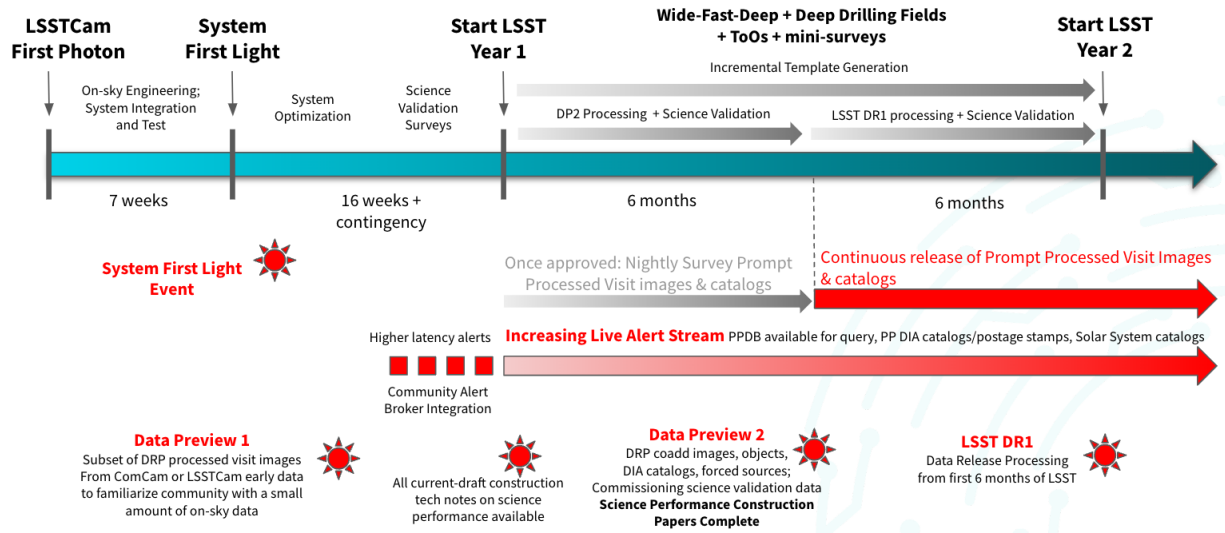 LSSTCam
First Photon
System
First Light
Start LSST
Year 1
Wide-Fast-Deep + Deep Drilling Fields
+ ToOs + mini-surveys
Start LSST
Year 2
On-sky Engineering;
System Integration
and Test
System
Optimization
Science
Validation
Surveys
Incremental Template Generation
DP2 Processing + Science Validation
LSST DR1 processing + Science Validation
7 weeks
16 weeks +
contingency
6 months
6 months
System First Light
Event
Once approved: Nightly Survey Prompt
Processed Visit images & catalogs
Continuous release of Prompt Processed Visit Images
& catalogs
Higher latency alerts
Increasing Live Alert Stream PPDB available for query, PP DIA catalogs/postage stamps, Solar System catalogs
Community Alert
Broker Integration
Data Preview 1
Subset of DRP processed visit images
From ComCam or LSSTCam early data
to familiarize community with a small
amount of on-sky data
All current-draft construction
tech notes on science
performance available
Data Preview 2
DRP coadd images, objects,
DIA catalogs, forced sources;
Commissioning science validation data
Science Performance Construction
Papers Complete
LSST DR1
Data Release Processing
from first 6 months of LSST